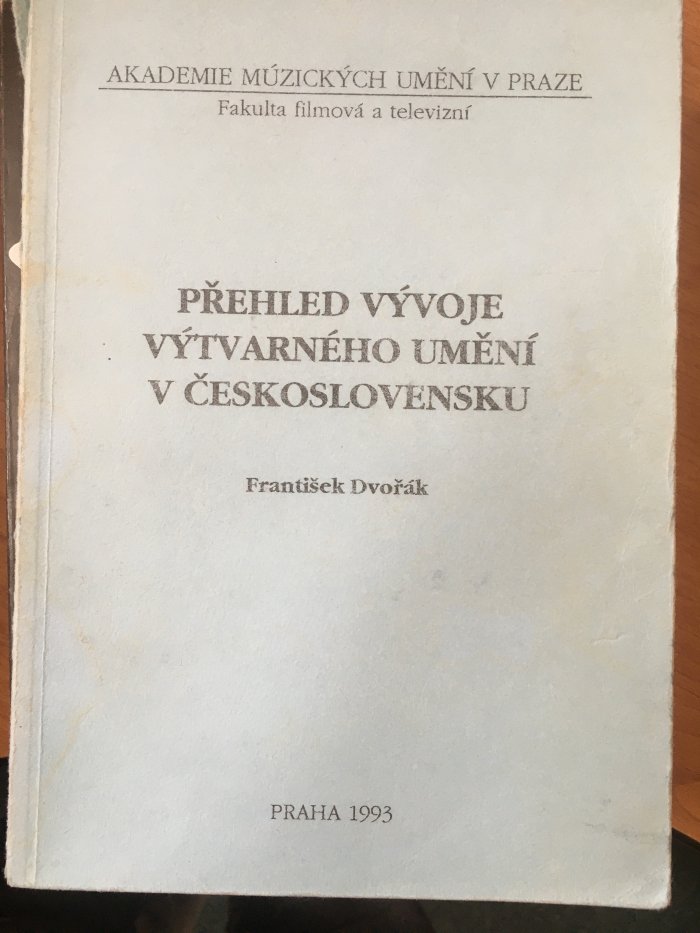 AKADEMIE MÚZICKÝCH UMĚNÍ V PRAZE
Fakulta filmová a televizní
PŘEHLED VÝVOJE
VÝTVARNÉHO UMĚNÍ
V ČESKOSLOVENSKU
František Dvořák
PRAHA 1993